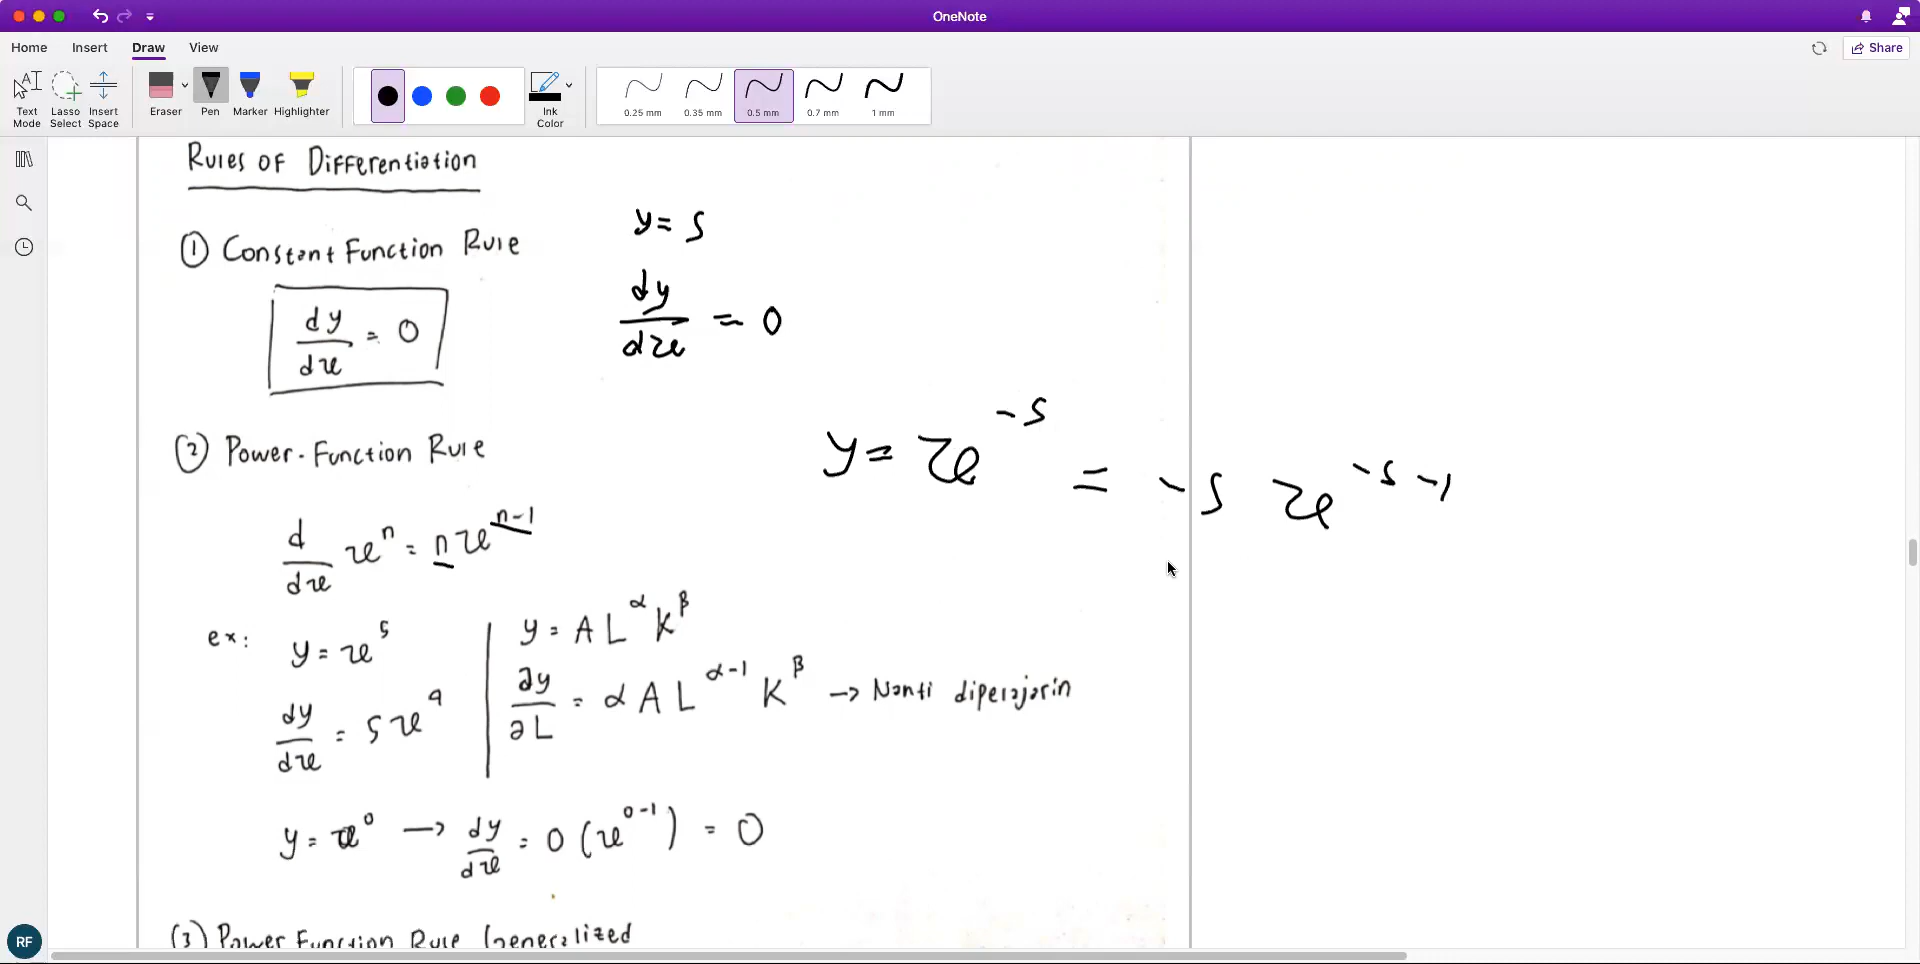 OneNote
Home Insert Draw View
Share
Text Mode
Lasso Select
Insert Space
Eraser
Pen
Marker
Highlighter
Ink Color
0.25 mm
0.35 mm
0.5 mm
0.7 mm
1 mm
Rules of Differentiation
① Constant Function Rule
dy/dx = 0
y = 5
dy/dx = 0
② Power-Function Rule
y = x^-5 = -5 x^-5-1
d/dx x^n = n x^n-1
ex: y = x^5
dy/dx = 5x^4
y = A L^α K^β
∂y/∂L = α A L^α-1 K^β → Nanti dipelajarin
y = x^0 → dy/dx = 0 (x^0-1) = 0
(3) Power Function Rule Generalized
RF